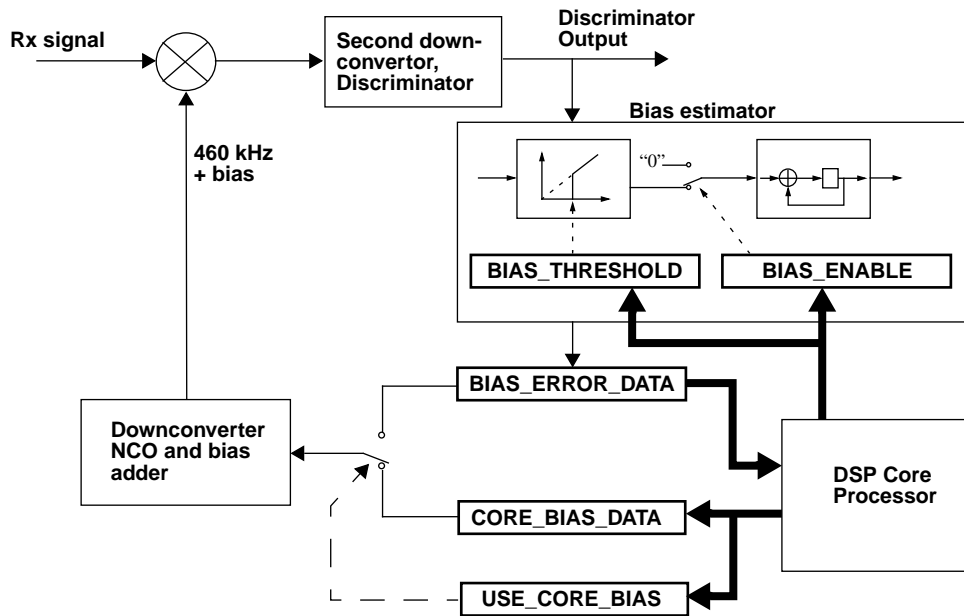 Rx signal
Second down-
convertor,
Discriminator
Discriminator
Output
Bias estimator
460 kHz
+ bias
“0”
BIAS_THRESHOLD
BIAS_ENABLE
BIAS_ERROR_DATA
Downconverter
NCO and bias
adder
DSP Core
Processor
CORE_BIAS_DATA
USE_CORE_BIAS